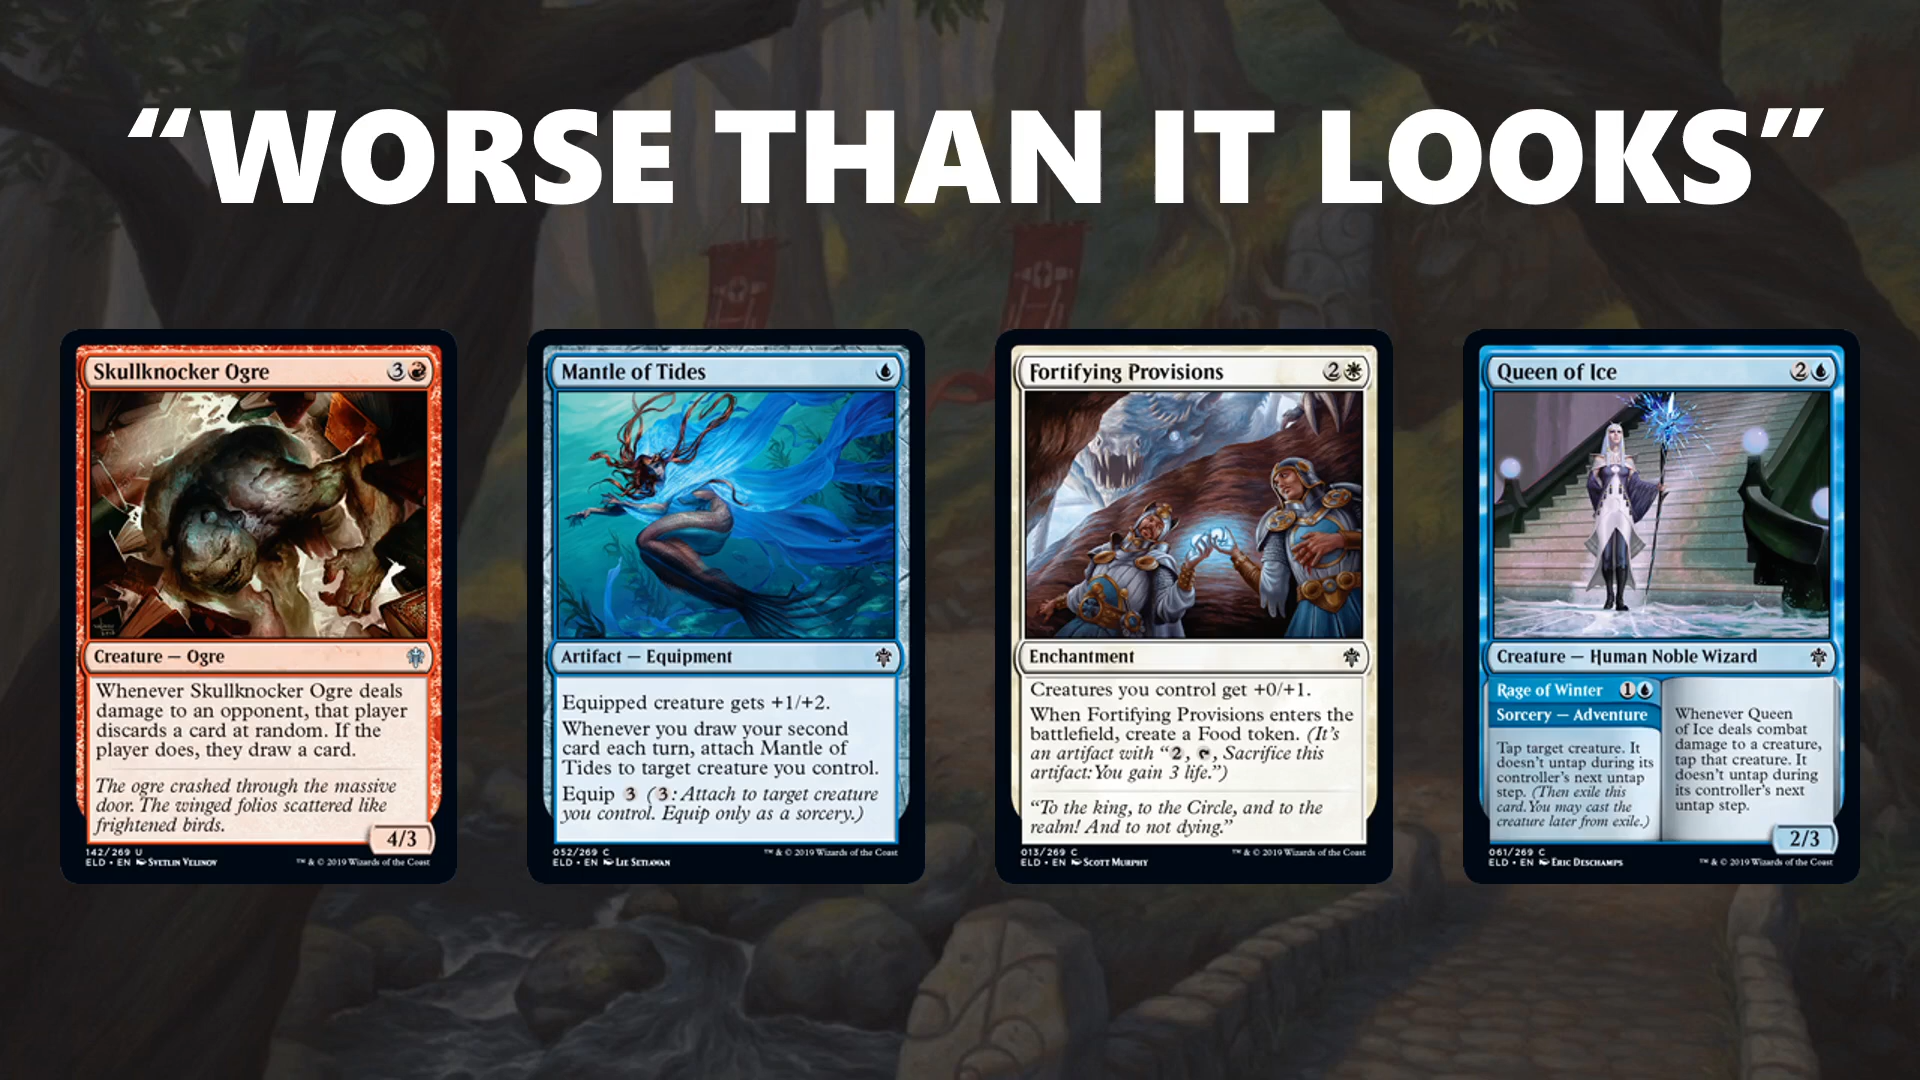 “WORSE THAN IT LOOKS”
Skullknocker Ogre 3
Creature — Ogre
Whenever Skullknocker Ogre deals
damage to an opponent, that player
discards a card at random. If the
player does, they draw a card.
The ogre crashed through the massive
door. The winged folios scattered like
frightened birds.
4/3
142/269 U
ELD • EN Svetlin Velinov
™ & © 2019 Wizards of the Coast
Mantle of Tides
Artifact — Equipment
Equipped creature gets +1/+2.
Whenever you draw your second
card each turn, attach Mantle of
Tides to target creature you control.
Equip 3 (3: Attach to target creature
you control. Equip only as a sorcery.)
052/269 C
ELD • EN Lie Setiawan
™ & © 2019 Wizards of the Coast
Fortifying Provisions 2
Enchantment
Creatures you control get +0/+1.
When Fortifying Provisions enters the
battlefield, create a Food token. (It’s
an artifact with “2, , Sacrifice this
artifact: You gain 3 life.”)
“To the king, to the Circle, and to the
realm! And to not dying.”
013/269 C
ELD • EN Scott Murphy
™ & © 2019 Wizards of the Coast
Queen of Ice 2
Creature — Human Noble Wizard
Rage of Winter 1
Sorcery — Adventure
Tap target creature. It
doesn’t untap during its
controller’s next untap
step. (Then exile this
card. You may cast the
creature later from exile.)
Whenever Queen
of Ice deals combat
damage to a creature,
tap that creature. It
doesn’t untap during
its controller’s next
untap step.
2/3
061/269 C
ELD • EN Eric Deschamps
™ & © 2019 Wizards of the Coast